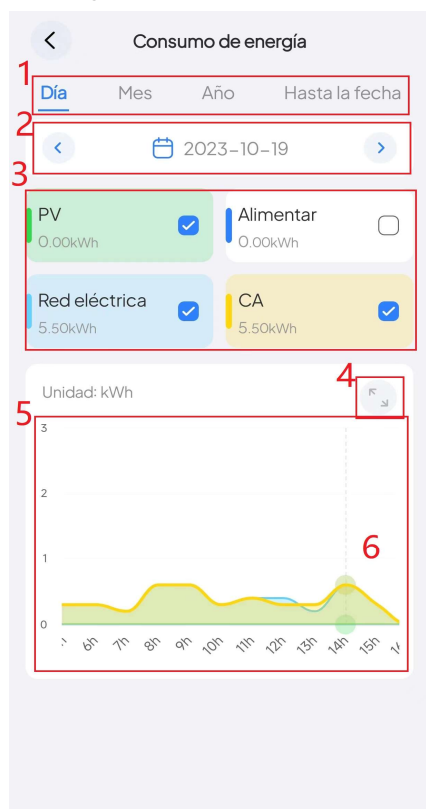 Consumo de energía
1
Día Mes Año Hasta la fecha
2
2023-10-19
3
PV Alimentar
0.00kWh 0.00kWh
Red eléctrica CA
5.50kWh 5.50kWh
4
Unidad: kWh
5
3
2
1
6
0
6h 7h 8h 9h 10h 11h 12h 13h 14h 15h